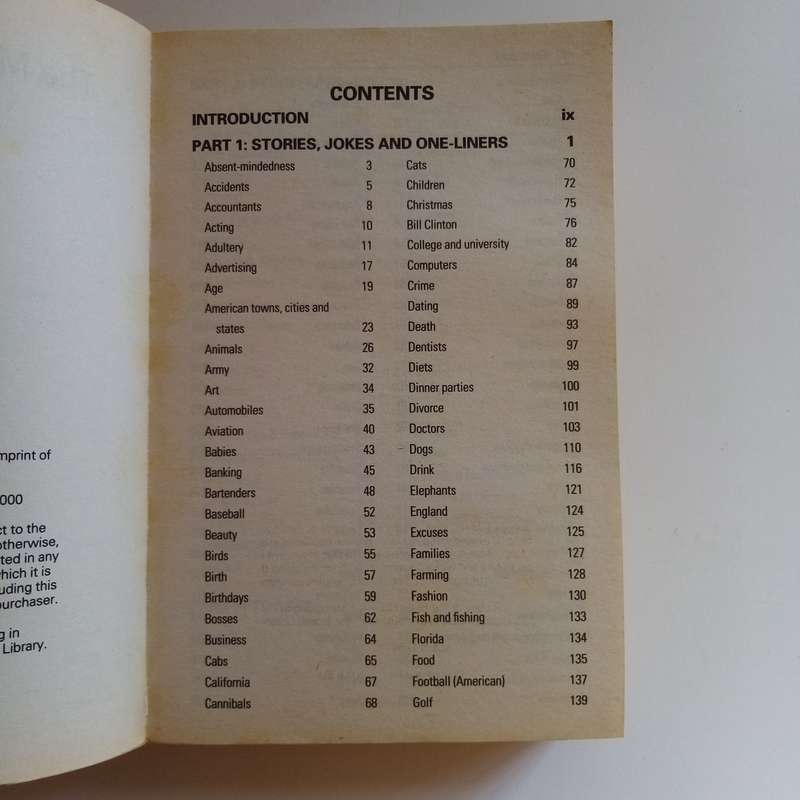 mprint of
000
ct to the
otherwise,
ted in any
which it is
uding this
purchaser.
g in
Library.
CONTENTS
INTRODUCTION ix
PART 1: STORIES, JOKES AND ONE-LINERS 1
Absent-mindedness 3
Accidents 5
Accountants 8
Acting 10
Adultery 11
Advertising 17
Age 19
American towns, cities and
states 23
Animals 26
Army 32
Art 34
Automobiles 35
Aviation 40
Babies 43
Banking 45
Bartenders 48
Baseball 52
Beauty 53
Birds 55
Birth 57
Birthdays 59
Bosses 62
Business 64
Cabs 65
California 67
Cannibals 68
Cats 70
Children 72
Christmas 75
Bill Clinton 76
College and university 82
Computers 84
Crime 87
Dating 89
Death 93
Dentists 97
Diets 99
Dinner parties 100
Divorce 101
Doctors 103
Dogs 110
Drink 116
Elephants 121
England 124
Excuses 125
Families 127
Farming 128
Fashion 130
Fish and fishing 133
Florida 134
Food 135
Football (American) 137
Golf 139